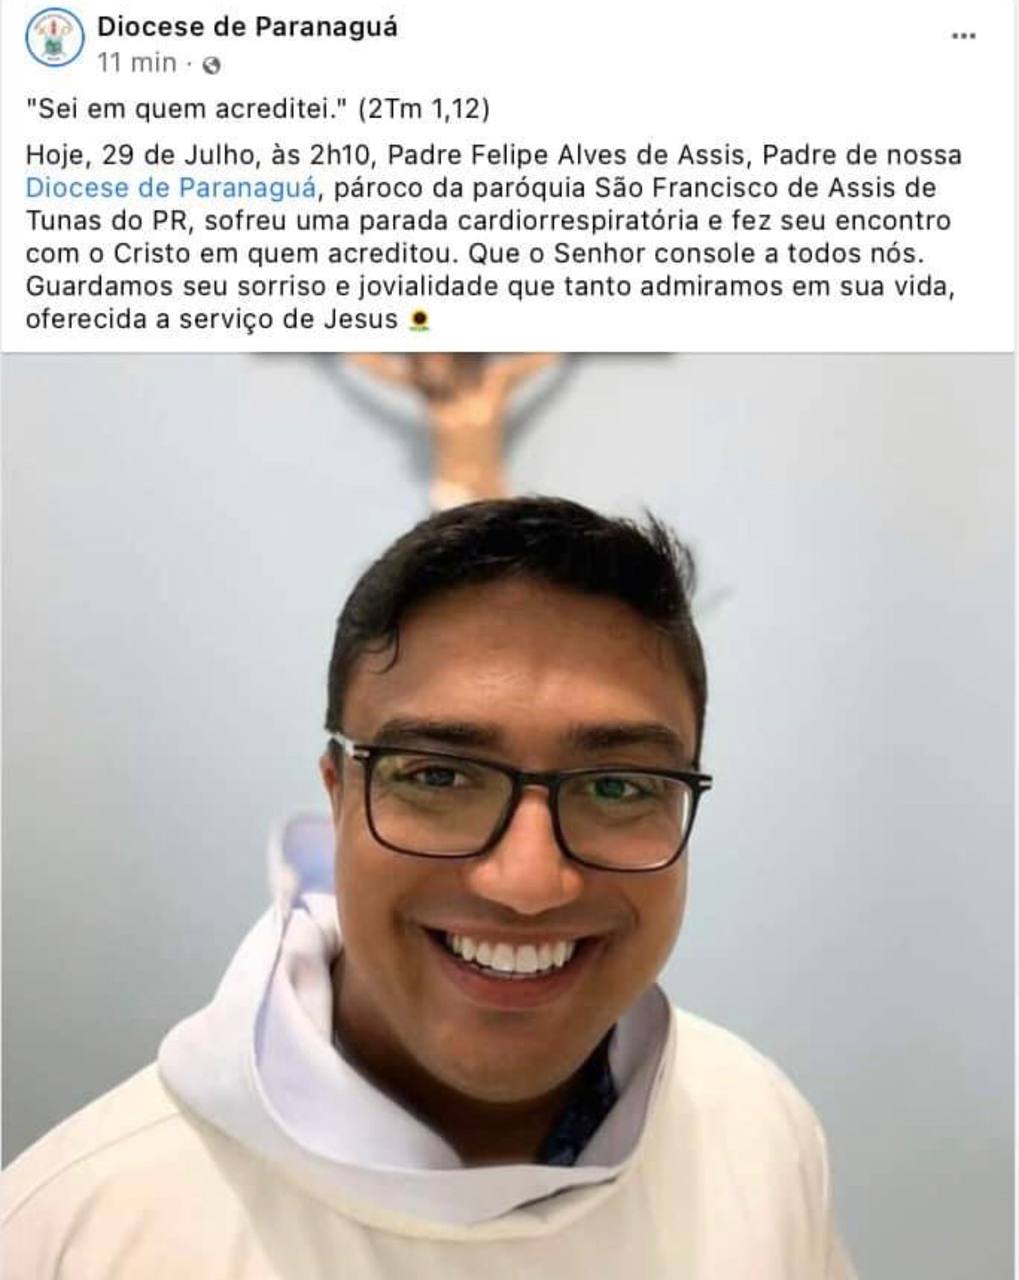 Diocese de Paranaguá
11 min ·
"Sei em quem acreditei." (2Tm 1,12)
Hoje, 29 de Julho, às 2h10, Padre Felipe Alves de Assis, Padre de nossa
Diocese de Paranaguá, pároco da paróquia São Francisco de Assis de
Tunas do PR, sofreu uma parada cardiorrespiratória e fez seu encontro
com o Cristo em quem acreditou. Que o Senhor console a todos nós.
Guardamos seu sorriso e jovialidade que tanto admiramos em sua vida,
oferecida a serviço de Jesus 🌻